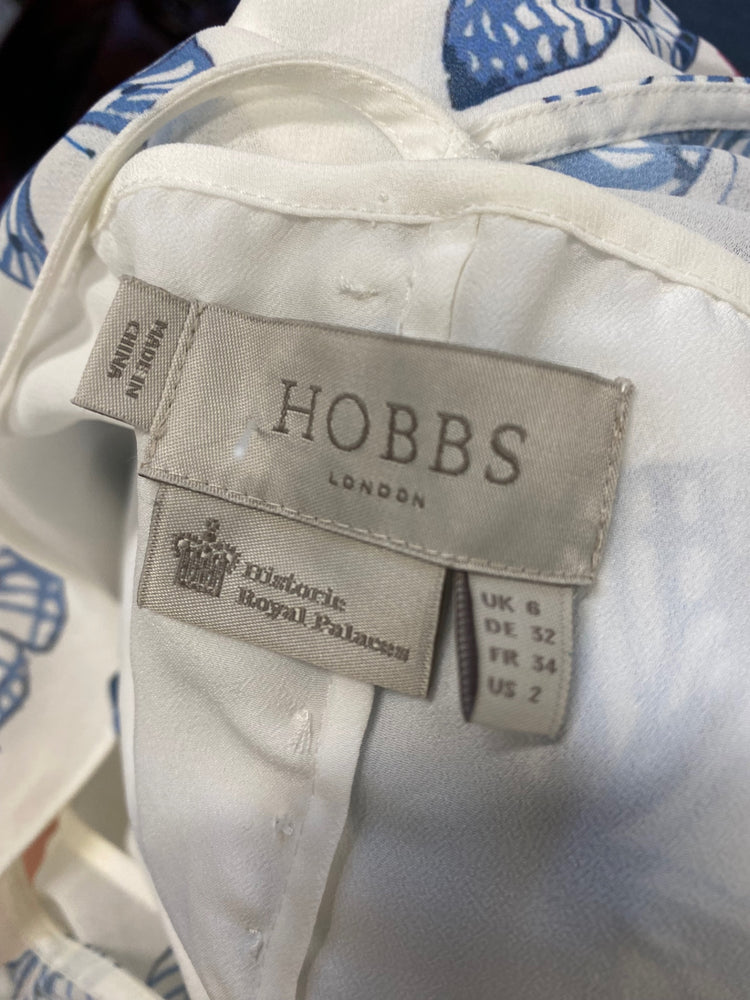 MADE IN
CHINA
HOBBS
LONDON
Historic
Royal Palaces
UK 6
DE 32
FR 34
US 2